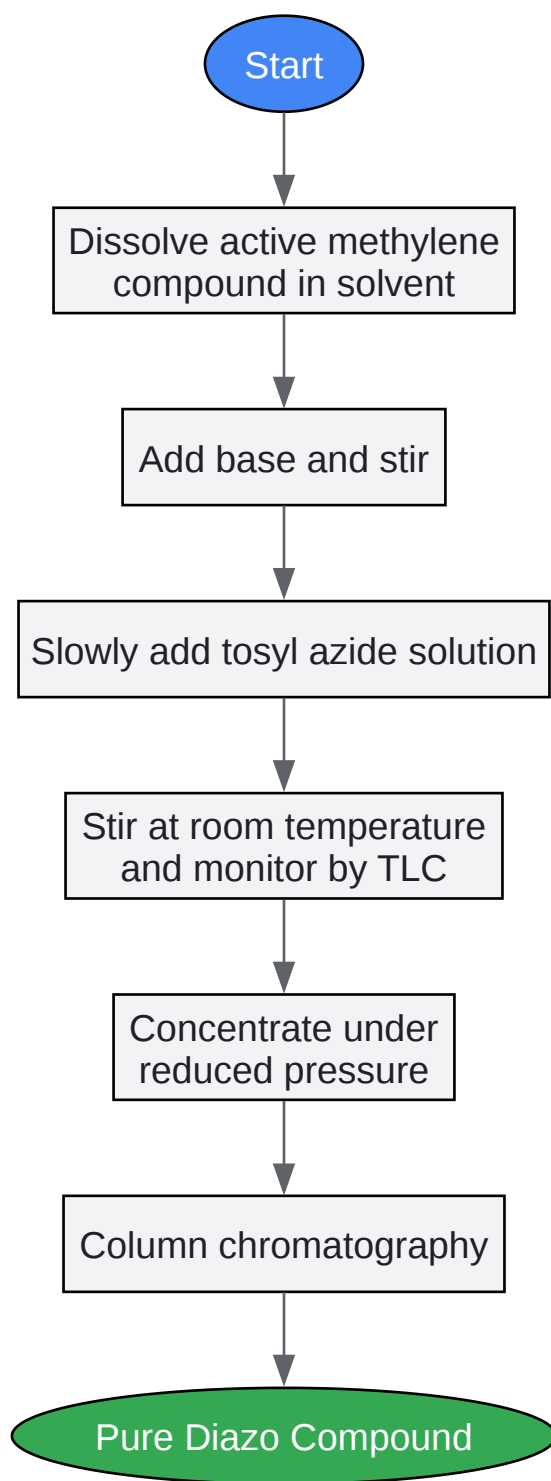 Start
Dissolve active methylene
compound in solvent
Add base and stir
Slowly add tosyl azide solution
Stir at room temperature
and monitor by TLC
Concentrate under
reduced pressure
Column chromatography
Pure Diazo Compound